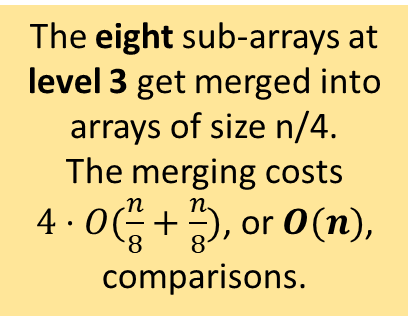 The eight sub-arrays at
level 3 get merged into
arrays of size n/4.
The merging costs
4 · O(n/8 + n/8), or O(n),
comparisons.